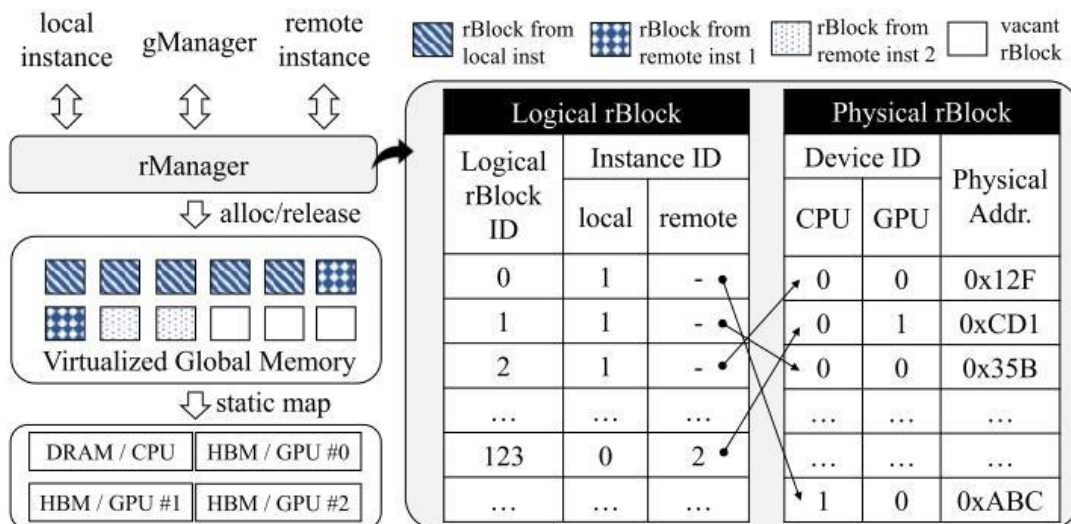 local
instance
gManager
remote
instance
rManager
alloc/release
Virtualized Global Memory
static map
DRAM / CPU
HBM / GPU #0
HBM / GPU #1
HBM / GPU #2
rBlock from
local inst
rBlock from
remote inst 1
rBlock from
remote inst 2
vacant
rBlock
Logical rBlock
Logical
rBlock
ID
Instance ID
local
remote
0 1 -
1 1 -
2 1 -
... ... ...
123 0 2
... ... ...
Physical rBlock
Device ID
Physical
Addr.
CPU
GPU
0 0 0x12F
0 1 0xCD1
0 0 0x35B
... ... ...
... ... ...
1 0 0xABC